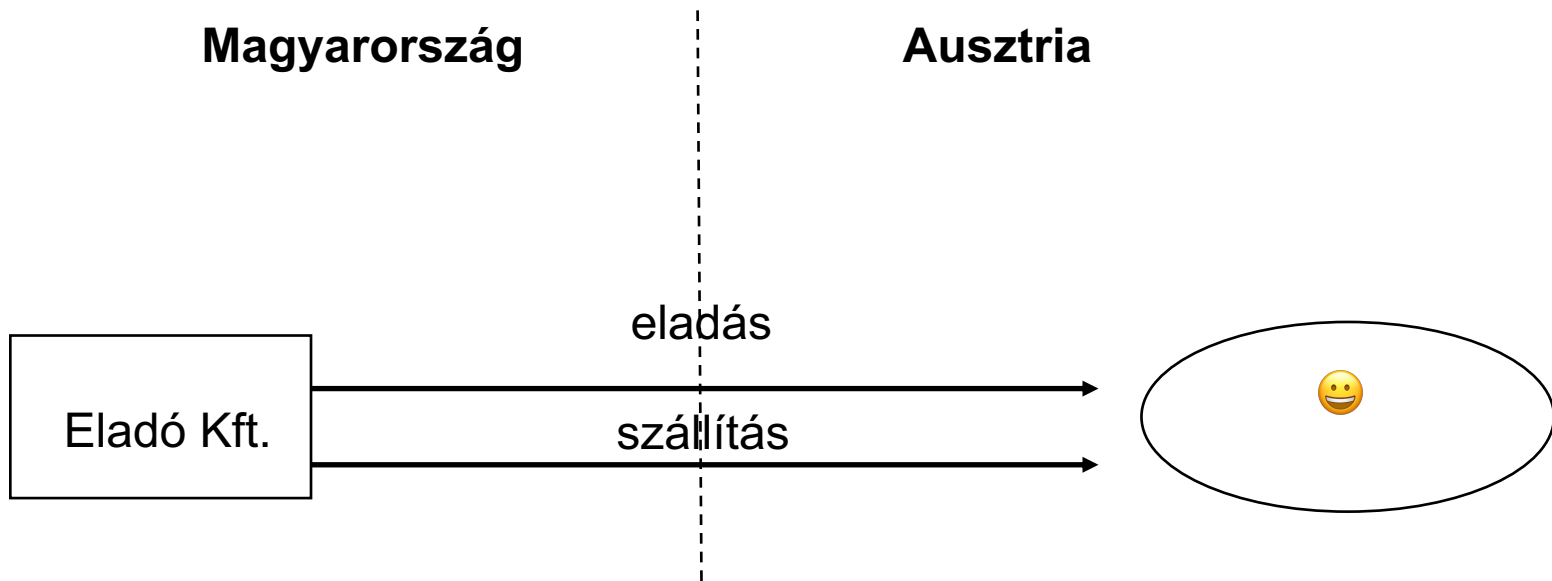 Magyarország
Ausztria
eladás
Eladó Kft.
szállítás